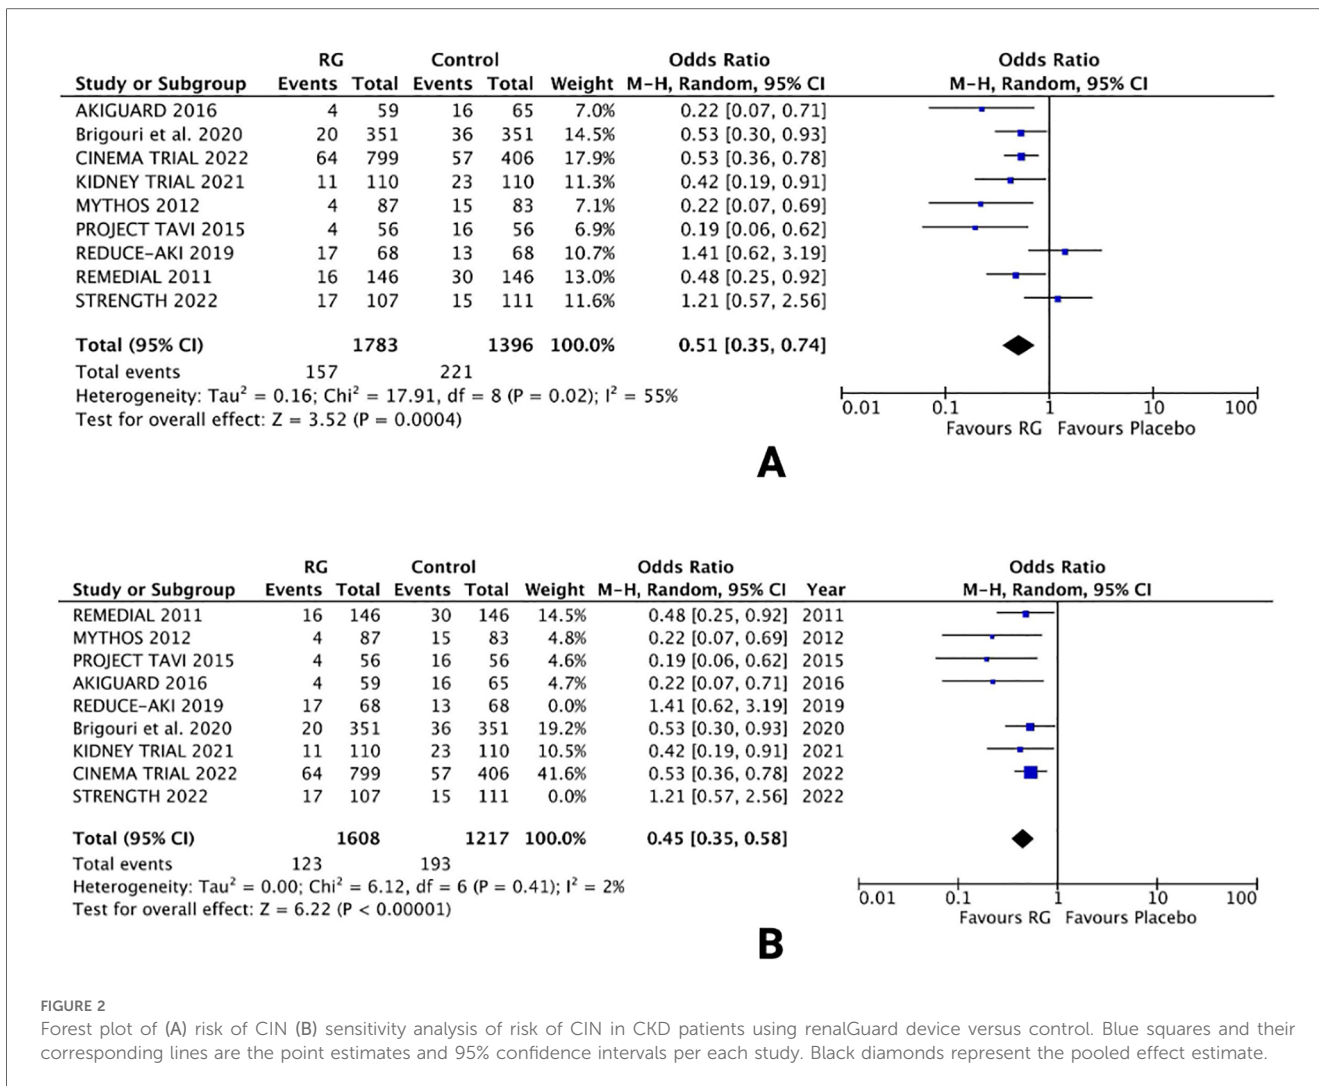 RG Control Odds Ratio Odds Ratio
Study or Subgroup Events Total Events Total Weight M-H, Random, 95% CI M-H, Random, 95% CI
AKIGUARD 2016 4 59 16 65 7.0% 0.22 [0.07, 0.71]
Brigouri et al. 2020 20 351 36 351 14.5% 0.53 [0.30, 0.93]
CINEMA TRIAL 2022 64 799 57 406 17.9% 0.53 [0.36, 0.78]
KIDNEY TRIAL 2021 11 110 23 110 11.3% 0.42 [0.19, 0.91]
MYTHOS 2012 4 87 15 83 7.1% 0.22 [0.07, 0.69]
PROJECT TAVI 2015 4 56 16 56 6.9% 0.19 [0.06, 0.62]
REDUCE-AKI 2019 17 68 13 68 10.7% 1.41 [0.62, 3.19]
REMEDIAL 2011 16 146 30 146 13.0% 0.48 [0.25, 0.92]
STRENGTH 2022 17 107 15 111 11.6% 1.21 [0.57, 2.56]
Total (95% CI) 1783 1396 100.0% 0.51 [0.35, 0.74]
Total events 157 221
Heterogeneity: Tau² = 0.16; Chi² = 17.91, df = 8 (P = 0.02); I² = 55%
Test for overall effect: Z = 3.52 (P = 0.0004)
0.01 0.1 1 10 100
Favours RG Favours Placebo
A
RG Control Odds Ratio Odds Ratio
Study or Subgroup Events Total Events Total Weight M-H, Random, 95% CI Year M-H, Random, 95% CI
REMEDIAL 2011 16 146 30 146 14.5% 0.48 [0.25, 0.92] 2011
MYTHOS 2012 4 87 15 83 4.8% 0.22 [0.07, 0.69] 2012
PROJECT TAVI 2015 4 56 16 56 4.6% 0.19 [0.06, 0.62] 2015
AKIGUARD 2016 4 59 16 65 4.7% 0.22 [0.07, 0.71] 2016
REDUCE-AKI 2019 17 68 13 68 0.0% 1.41 [0.62, 3.19] 2019
Brigouri et al. 2020 20 351 36 351 19.2% 0.53 [0.30, 0.93] 2020
KIDNEY TRIAL 2021 11 110 23 110 10.5% 0.42 [0.19, 0.91] 2021
CINEMA TRIAL 2022 64 799 57 406 41.6% 0.53 [0.36, 0.78] 2022
STRENGTH 2022 17 107 15 111 0.0% 1.21 [0.57, 2.56] 2022
Total (95% CI) 1608 1217 100.0% 0.45 [0.35, 0.58]
Total events 123 193
Heterogeneity: Tau² = 0.00; Chi² = 6.12, df = 6 (P = 0.41); I² = 2%
Test for overall effect: Z = 6.22 (P < 0.00001)
0.01 0.1 1 10 100
Favours RG Favours Placebo
B
FIGURE 2
Forest plot of (A) risk of CIN (B) sensitivity analysis of risk of CIN in CKD patients using renalGuard device versus control. Blue squares and their
corresponding lines are the point estimates and 95% confidence intervals per each study. Black diamonds represent the pooled effect estimate.